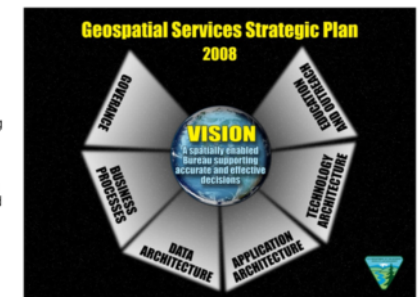 Geospatial Services Strategic Plan
2008
GOVERANCE
BUSINESS
PROCESSES
DATA
ARCHITECTURE
APPLICATION
ARCHITECTURE
TECHNOLOGY
ARCHITECTURE
EDUCATION
AND OUTREACH
VISION
A spatially enabled
Bureau supporting
accurate and effective
decisions